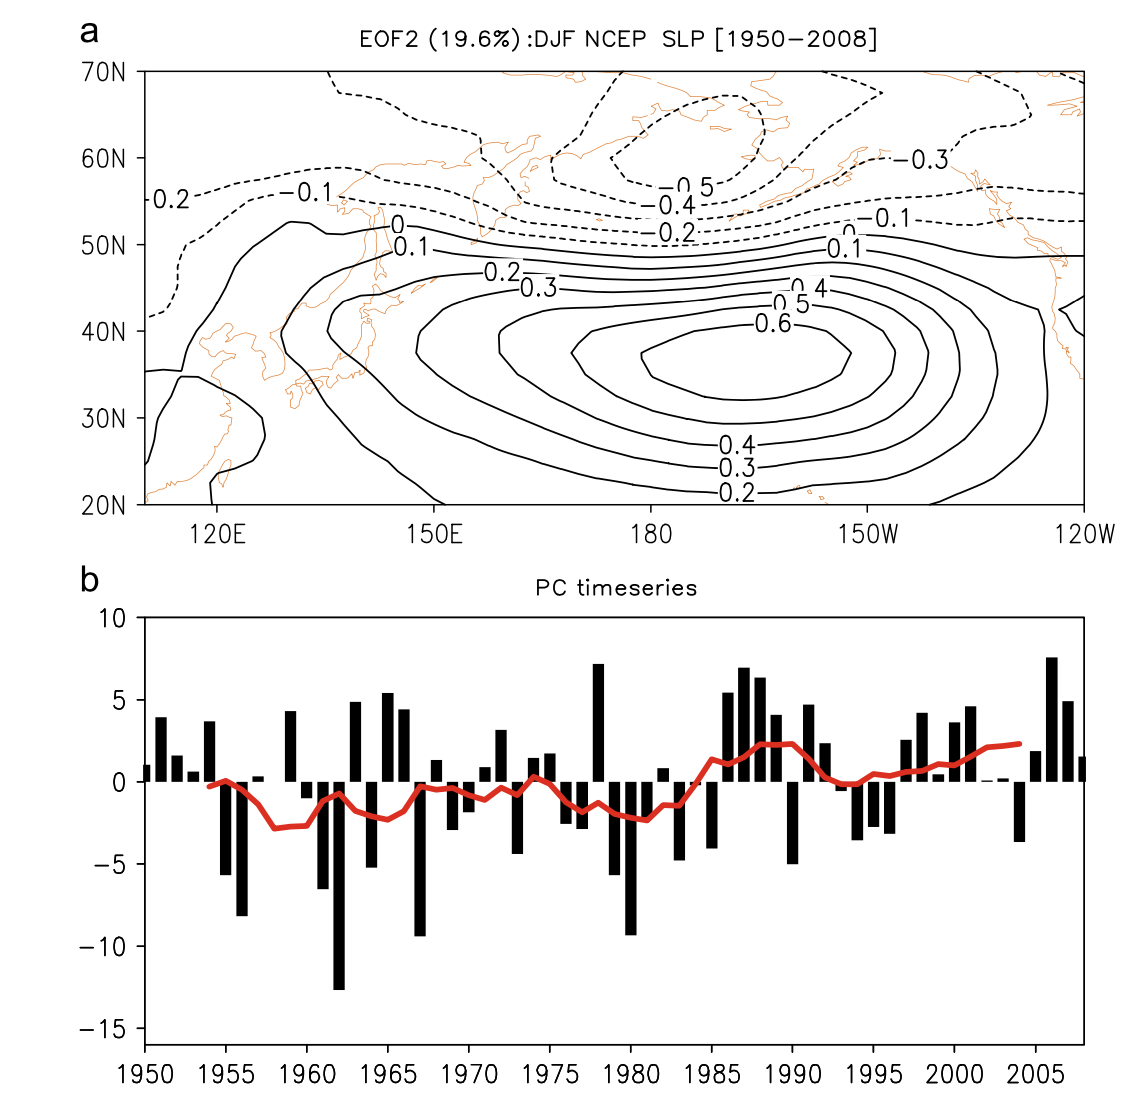 a
EOF2 (19.6%):DJF NCEP SLP [1950-2008]
70N
60N
50N
40N
30N
20N
-0.3
-0.5
0.2
-0.1
0.4
-0.1
0
0.2
0
0.1
0.1
0.2
0.3
0.4
0.5
0.6
0.4
0.3
0.2
120E
150E
180
150W
120W
b
PC timeseries
10
5
0
-5
-10
-15
1950
1955
1960
1965
1970
1975
1980
1985
1990
1995
2000
2005